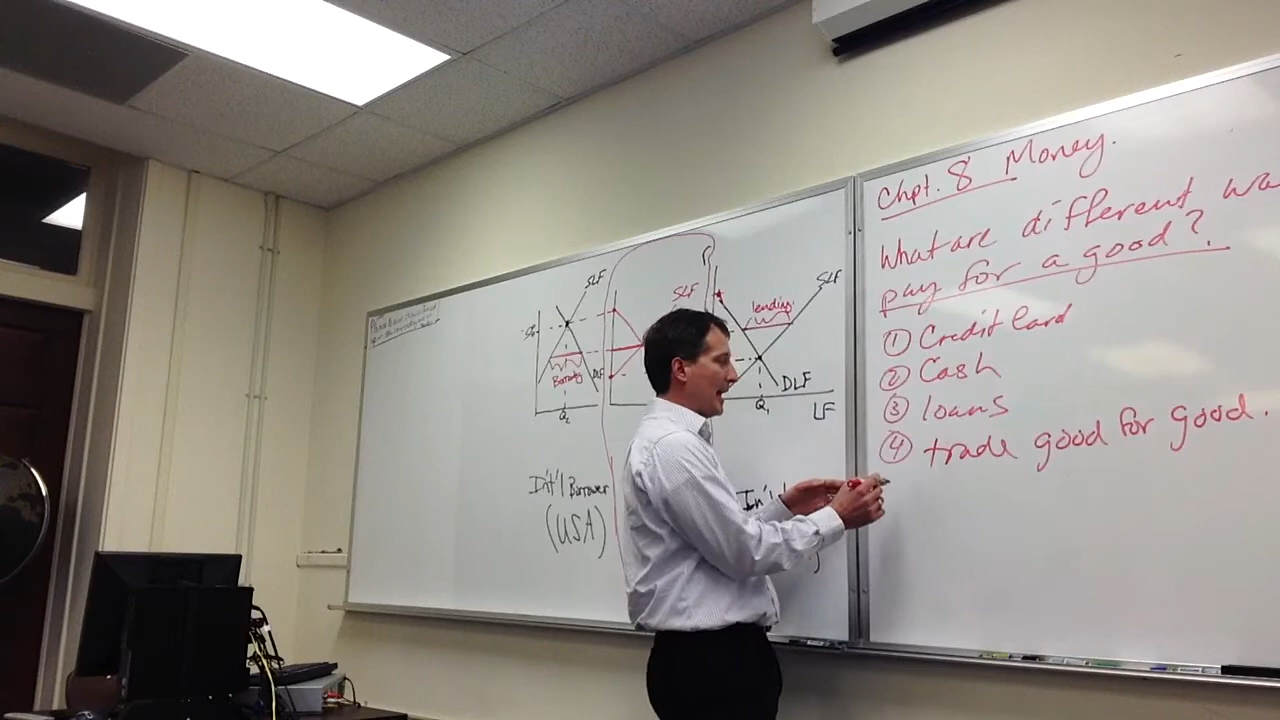 SLF
Borrowing
DLF
Q2
Int'l Borrower
(USA)
SLF
lending
SLF
DLF
Q1
LF
Chpt. 8 Money.
What are different
pay for a good?
① Credit Card
② Cash
③ loans
④ trade good for good.